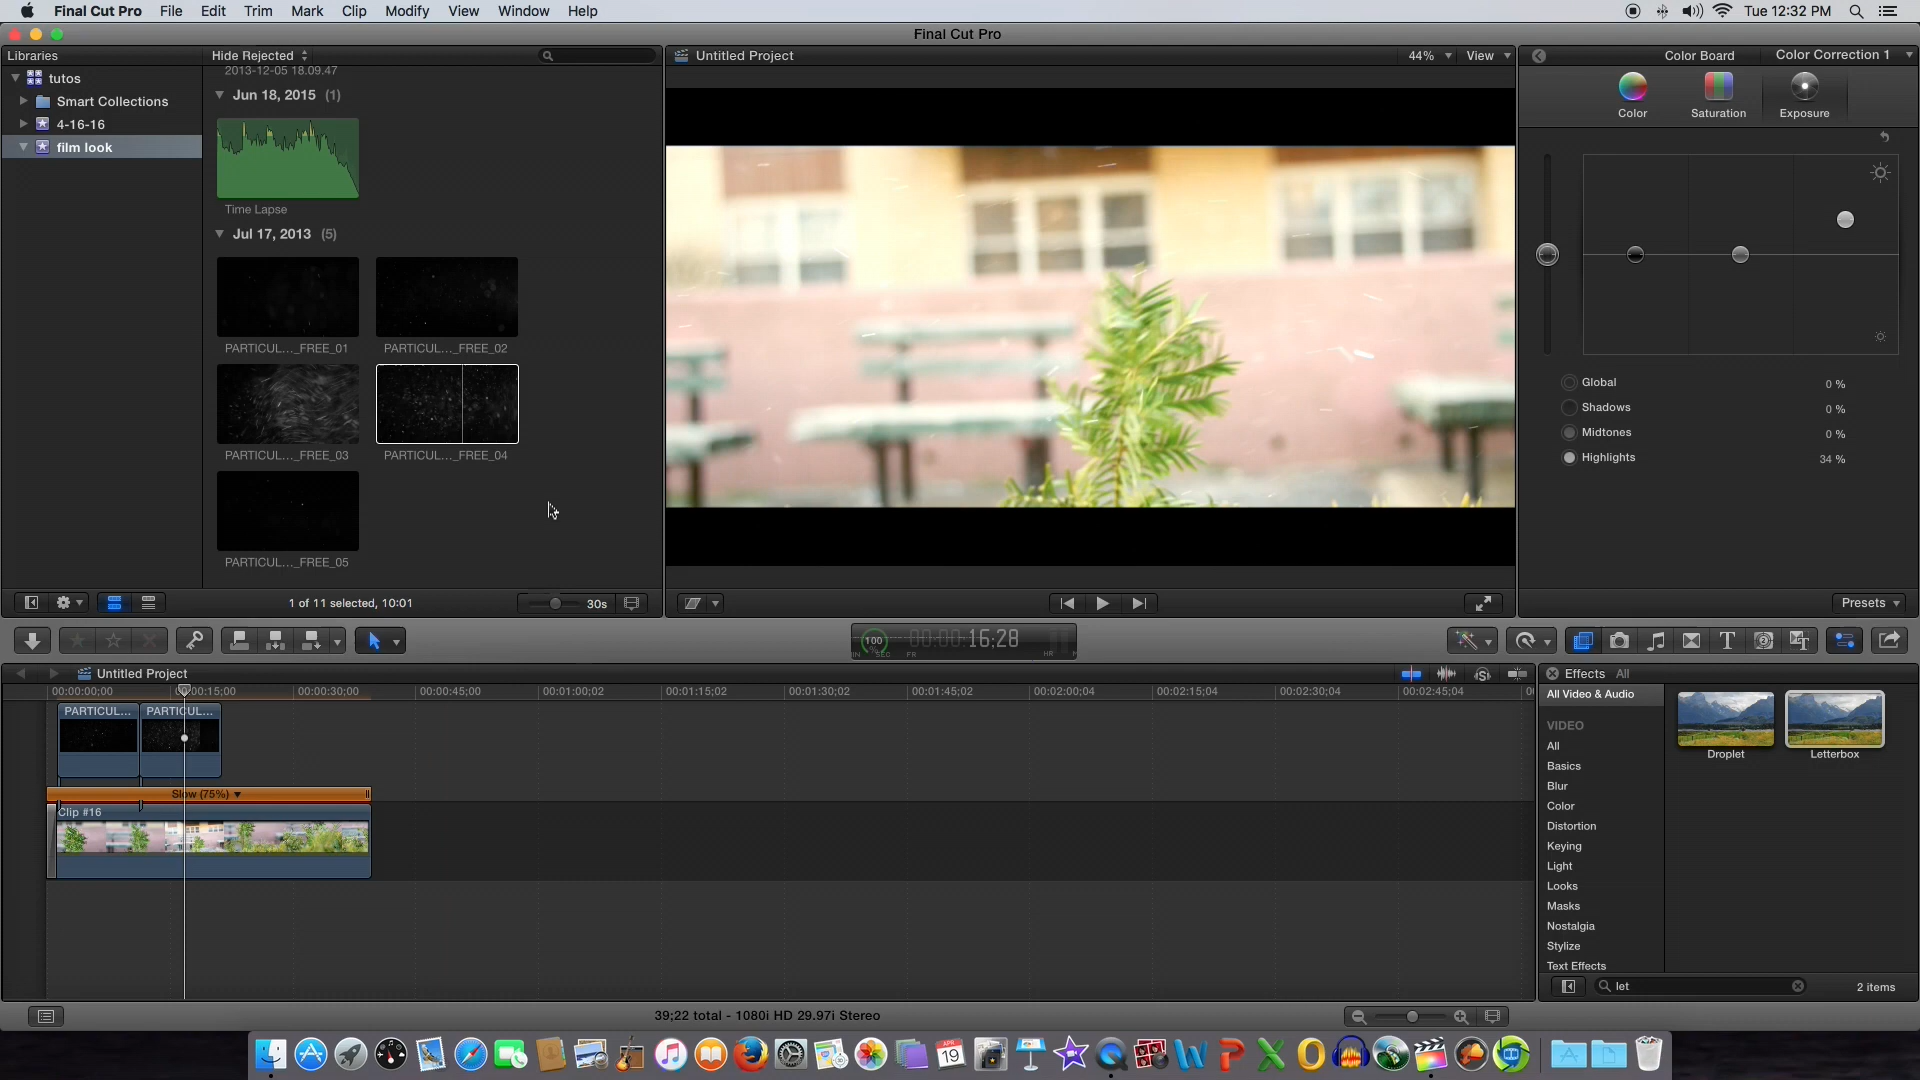 Final Cut Pro File Edit Trim Mark Clip Modify View Window Help Tue 12:32 PM
Final Cut Pro
Libraries Hide Rejected Untitled Project 44% View Color Board Color Correction 1
2013-12-05 18.09.47
tutos
Jun 18, 2015 (1)
Smart Collections
Color Saturation Exposure
4-16-16
film look
Time Lapse
Jul 17, 2013 (5)
PARTICUL..._FREE_01 PARTICUL..._FREE_02
Global 0 %
Shadows 0 %
Midtones 0 %
PARTICUL..._FREE_03 PARTICUL..._FREE_04
Highlights 34 %
PARTICUL..._FREE_05
1 of 11 selected, 10:01 30s Presets
100 % 00:00:16;28
SEC FR HR
Untitled Project Effects All
00:00:00;00 00:00:15;00 00:00:30;00 00:00:45;00 00:01:00;02 00:01:15;02 00:01:30;02 00:01:45;02 00:02:00;04 00:02:15;04 00:02:30;04 00:02:45;04
All Video & Audio
PARTICUL... PARTICUL...
VIDEO
All
Droplet Letterbox
Basics
Blur
Slow (75%)
Color
Clip #16
Distortion
Keying
Light
Looks
Masks
Nostalgia
Stylize
Text Effects
let 2 items
39;22 total - 1080i HD 29.97i Stereo
APR
19